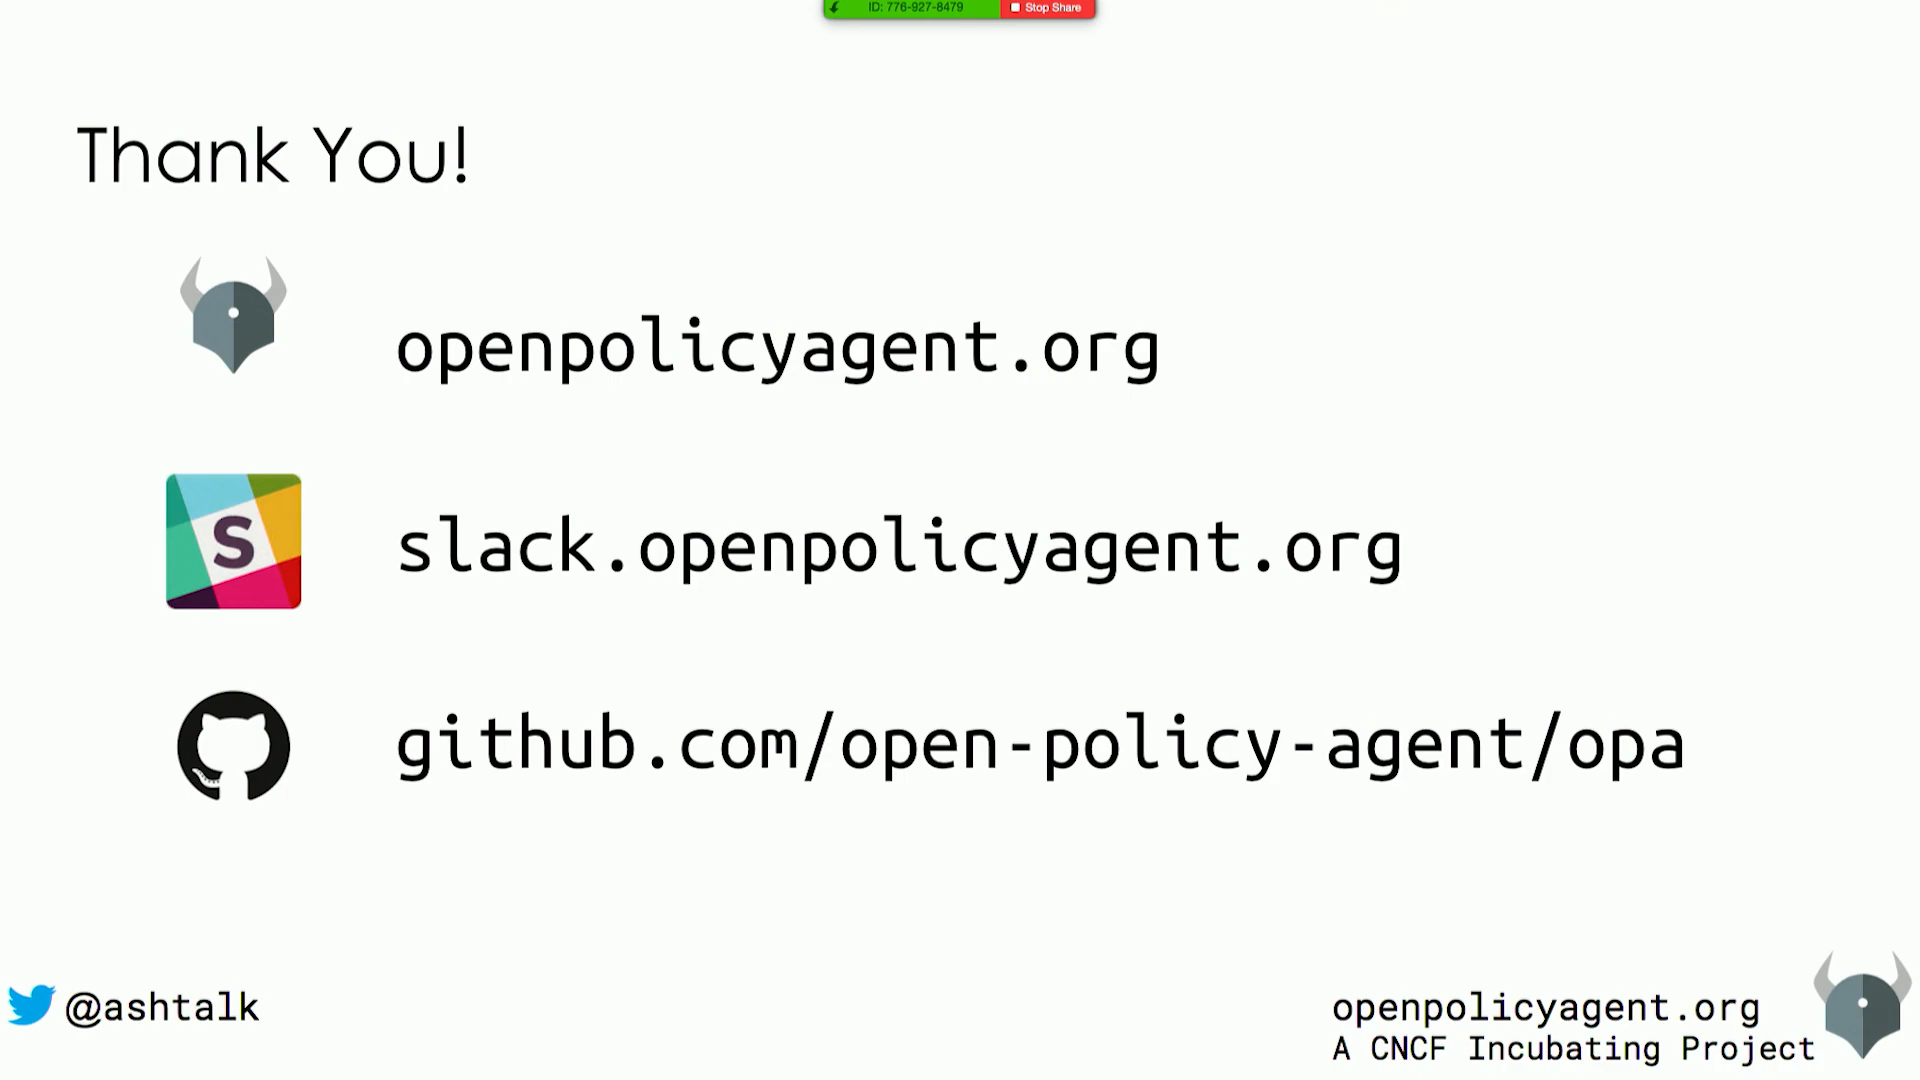 ID: 776-927-8479 Stop Share
Thank You!
openpolicyagent.org
S
slack.openpolicyagent.org
github.com/open-policy-agent/opa
@ashtalk
openpolicyagent.org
A CNCF Incubating Project